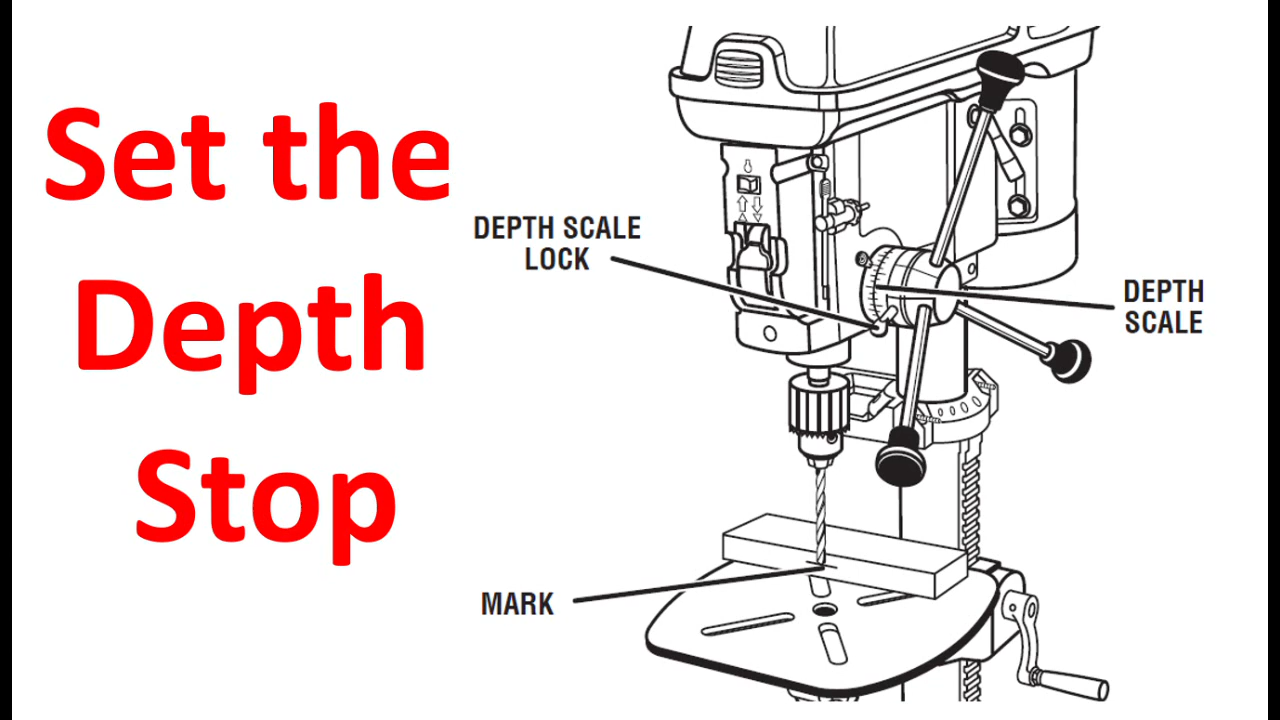 Set the
Depth
Stop
DEPTH SCALE
LOCK
DEPTH
SCALE
MARK